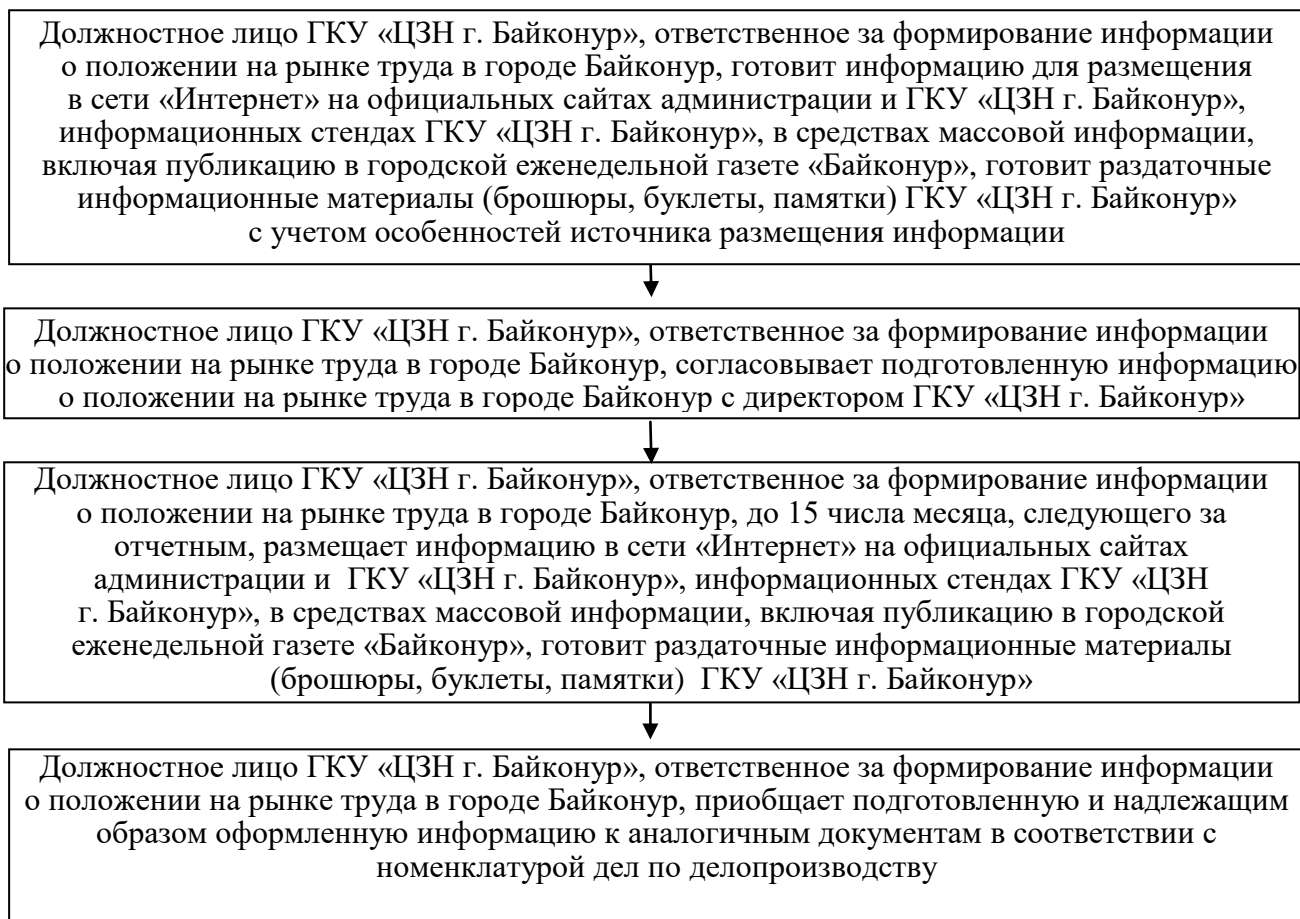 Должностное лицо ГКУ «ЦЗН г. Байконур», ответственное за формирование информации
о положении на рынке труда в городе Байконур, готовит информацию для размещения
в сети «Интернет» на официальных сайтах администрации и ГКУ «ЦЗН г. Байконур»,
информационных стендах ГКУ «ЦЗН г. Байконур», в средствах массовой информации,
включая публикацию в городской еженедельной газете «Байконур», готовит раздаточные
информационные материалы (брошюры, буклеты, памятки) ГКУ «ЦЗН г. Байконур»
с учетом особенностей источника размещения информации
Должностное лицо ГКУ «ЦЗН г. Байконур», ответственное за формирование информации
о положении на рынке труда в городе Байконур, согласовывает подготовленную информацию
о положении на рынке труда в городе Байконур с директором ГКУ «ЦЗН г. Байконур»
Должностное лицо ГКУ «ЦЗН г. Байконур», ответственное за формирование информации
о положении на рынке труда в городе Байконур, до 15 числа месяца, следующего за
отчетным, размещает информацию в сети «Интернет» на официальных сайтах
администрации и ГКУ «ЦЗН г. Байконур», информационных стендах ГКУ «ЦЗН
г. Байконур», в средствах массовой информации, включая публикацию в городской
еженедельной газете «Байконур», готовит раздаточные информационные материалы
(брошюры, буклеты, памятки) ГКУ «ЦЗН г. Байконур»
Должностное лицо ГКУ «ЦЗН г. Байконур», ответственное за формирование информации
о положении на рынке труда в городе Байконур, приобщает подготовленную и надлежащим
образом оформленную информацию к аналогичным документам в соответствии с
номенклатурой дел по делопроизводству